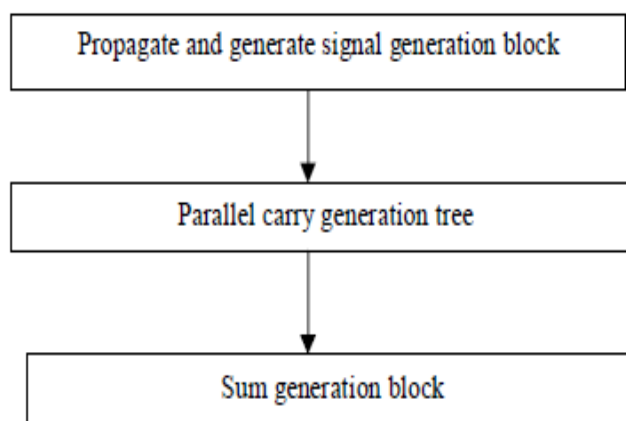 Propagate and generate signal generation block
Parallel carry generation tree
Sum generation block